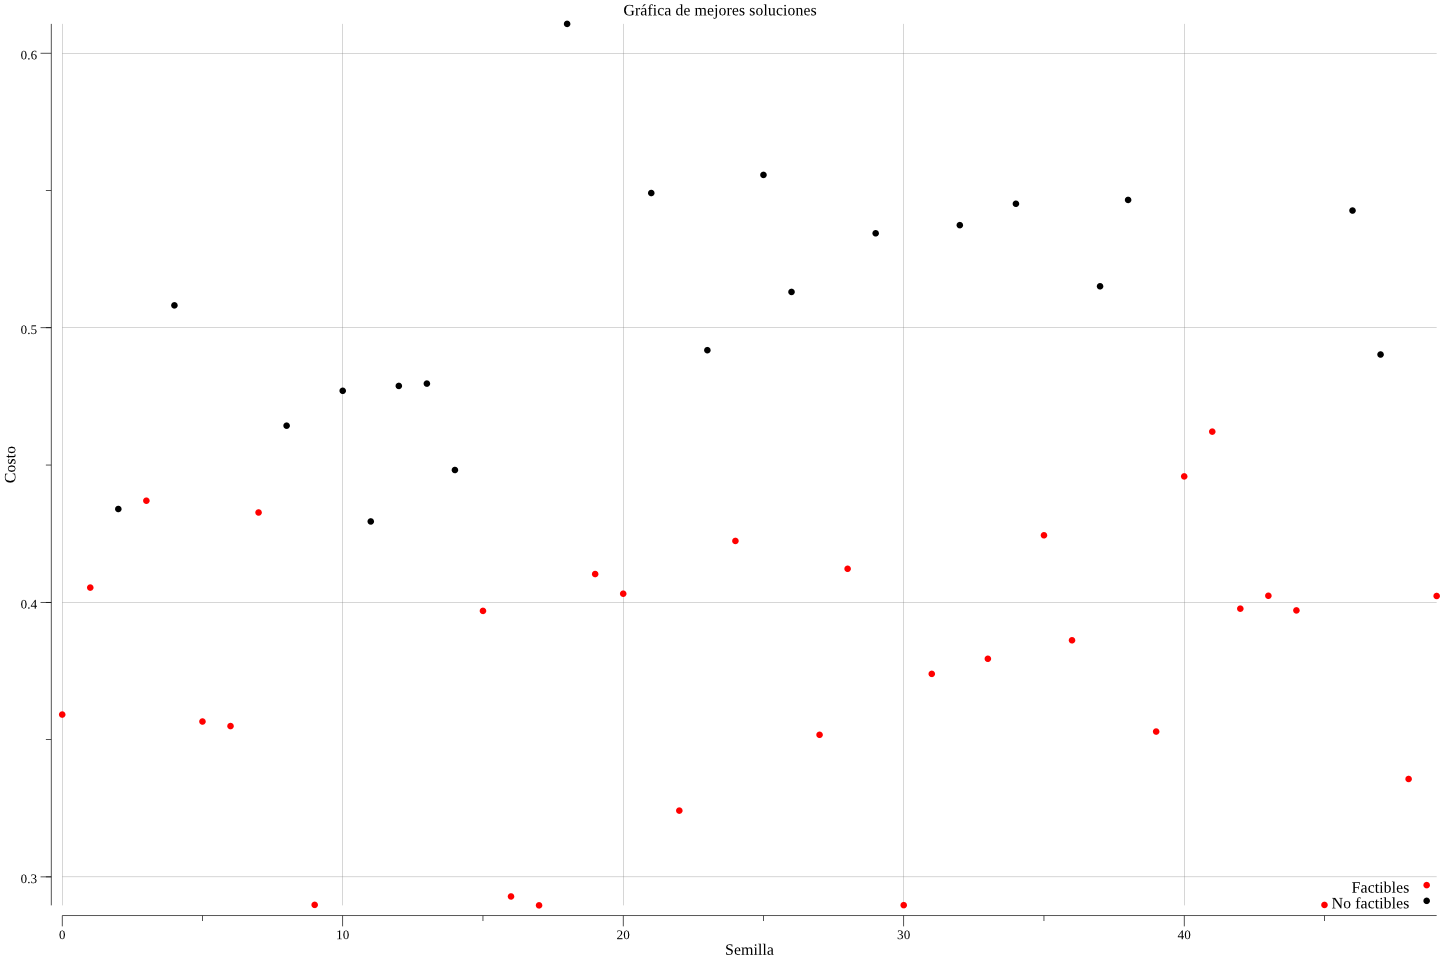 Gráfica de mejores soluciones
0.6
0.5
0.4
0.3
Costo
0 10 20 30 40
Semilla
Factibles
No factibles